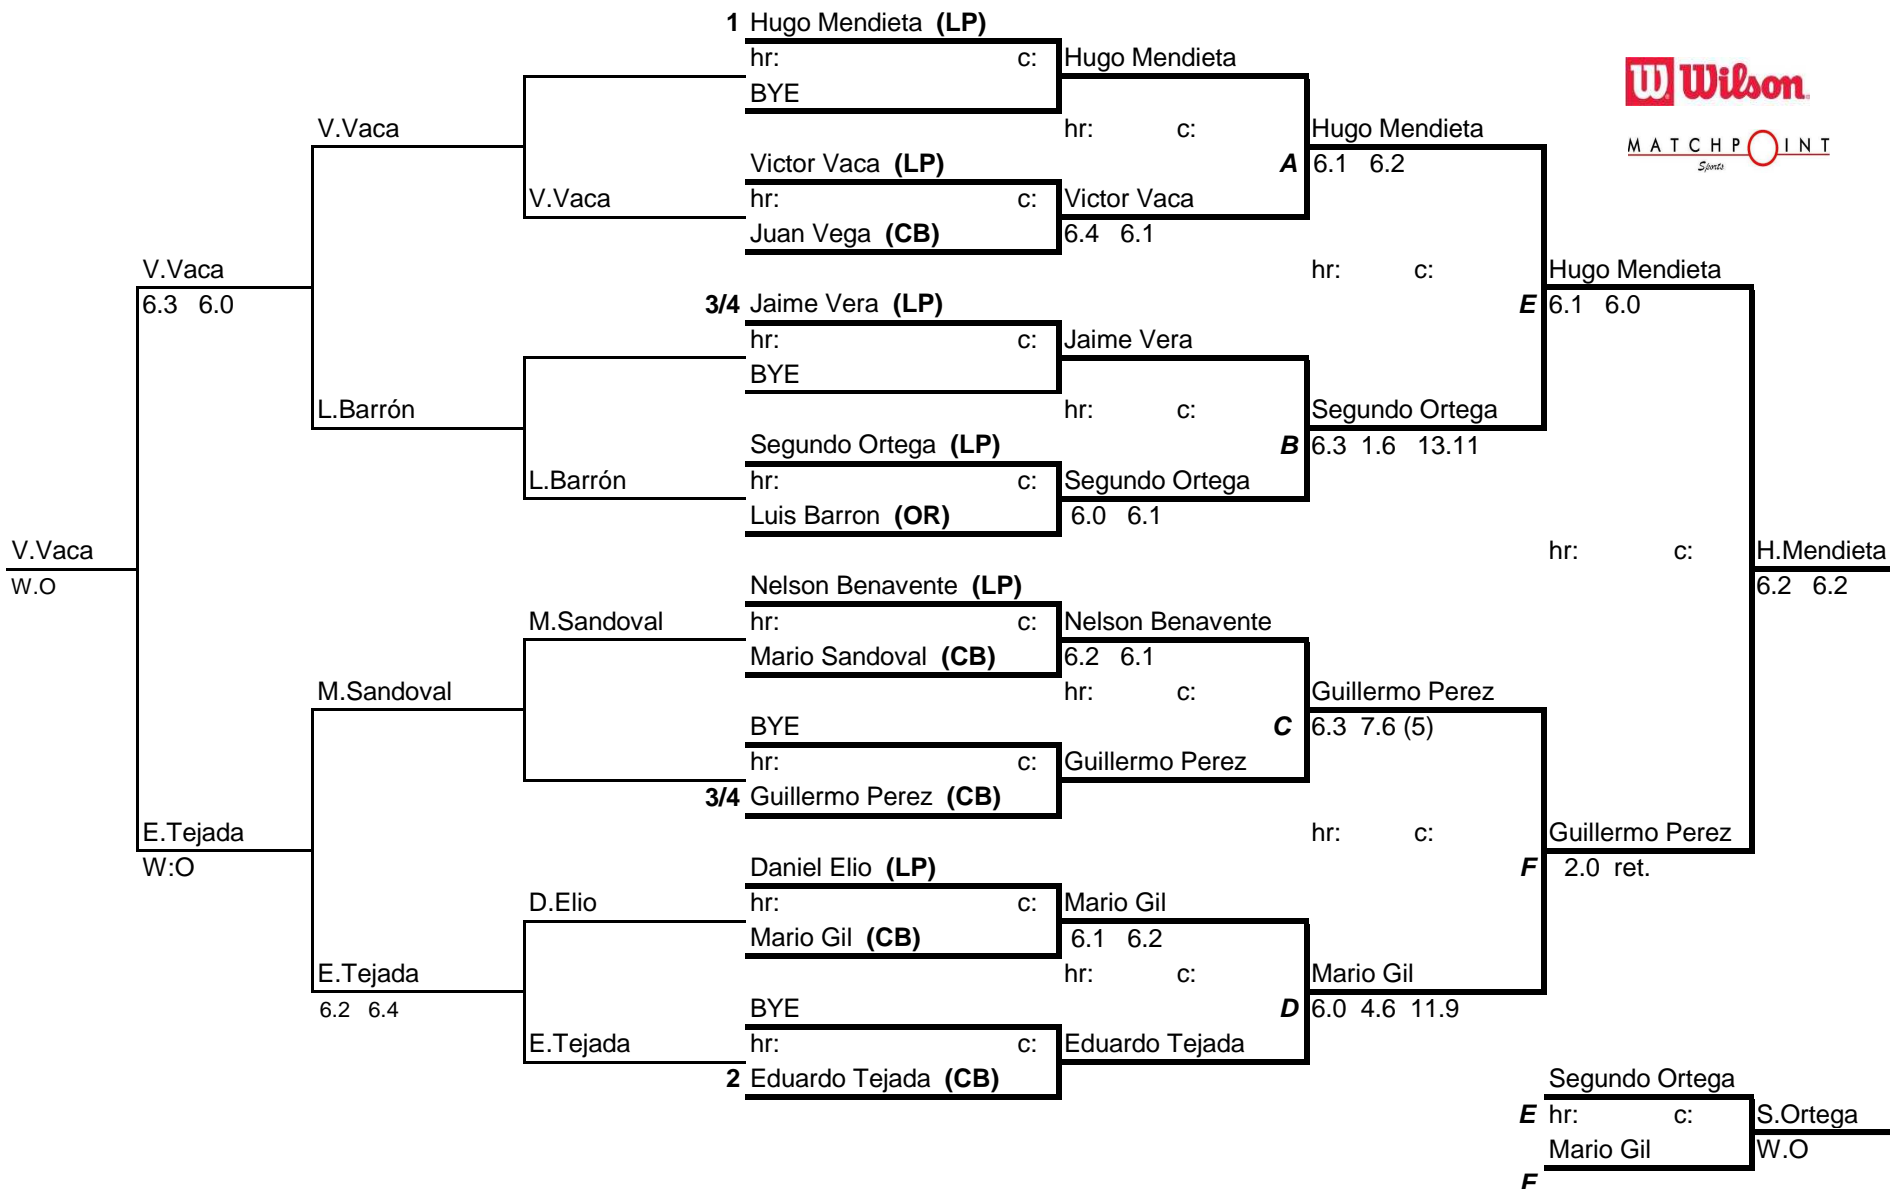 1 Hugo Mendieta (LP)
hr: c: Hugo Mendieta
BYE
Wilson
V.Vaca
hr: c: Hugo Mendieta
MATCHPOINT
Sports
Victor Vaca (LP)
A 6.1 6.2
V.Vaca
hr: c: Victor Vaca
Juan Vega (CB)
6.4 6.1
V.Vaca
hr: c: Hugo Mendieta
6.3 6.0
3/4 Jaime Vera (LP)
E 6.1 6.0
hr: c: Jaime Vera
BYE
L.Barrón
hr: c: Segundo Ortega
Segundo Ortega (LP)
B 6.3 1.6 13.11
L.Barrón
hr: c: Segundo Ortega
Luis Barron (OR)
6.0 6.1
V.Vaca
hr: c: H.Mendieta
W.O
Nelson Benavente (LP)
6.2 6.2
M.Sandoval
hr: c: Nelson Benavente
Mario Sandoval (CB)
6.2 6.1
M.Sandoval
hr: c: Guillermo Perez
BYE
C 6.3 7.6 (5)
hr: c: Guillermo Perez
3/4 Guillermo Perez (CB)
E.Tejada
hr: c: Guillermo Perez
W:O
Daniel Elio (LP)
F 2.0 ret.
D.Elio
hr: c: Mario Gil
Mario Gil (CB)
6.1 6.2
E.Tejada
hr: c: Mario Gil
6.2 6.4
BYE
D 6.0 4.6 11.9
E.Tejada
hr: c: Eduardo Tejada
2 Eduardo Tejada (CB)
Segundo Ortega
E hr: c: S.Ortega
Mario Gil
W.O
F